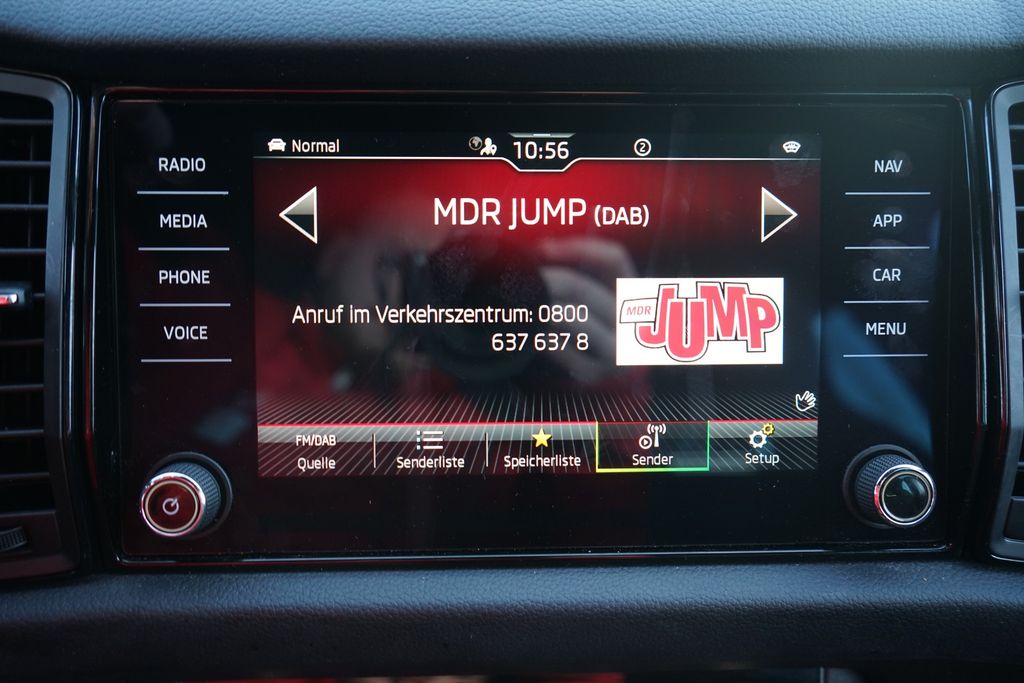 Normal
10:56
2
RADIO
MEDIA
PHONE
VOICE
MDR JUMP (DAB)
Anruf im Verkehrszentrum: 0800
637 637 8
MDR JUMP
FM/DAB
Quelle
Senderliste
Speicherliste
Sender
Setup
NAV
APP
CAR
MENU